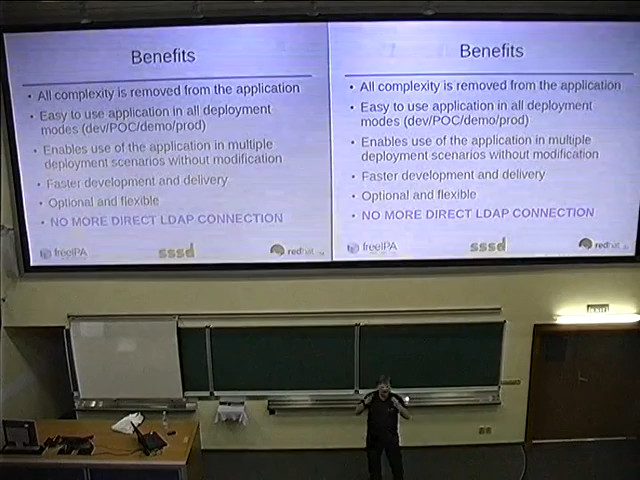 Benefits
• All complexity is removed from the application
• Easy to use application in all deployment
modes (dev/POC/demo/prod)
• Enables use of the application in multiple
deployment scenarios without modification
• Faster development and delivery
• Optional and flexible
• NO MORE DIRECT LDAP CONNECTION
freeIPA
sssd
redhat
Benefits
• All complexity is removed from the application
• Easy to use application in all deployment
modes (dev/POC/demo/prod)
• Enables use of the application in multiple
deployment scenarios without modification
• Faster development and delivery
• Optional and flexible
• NO MORE DIRECT LDAP CONNECTION
freeIPA
sssd
redhat